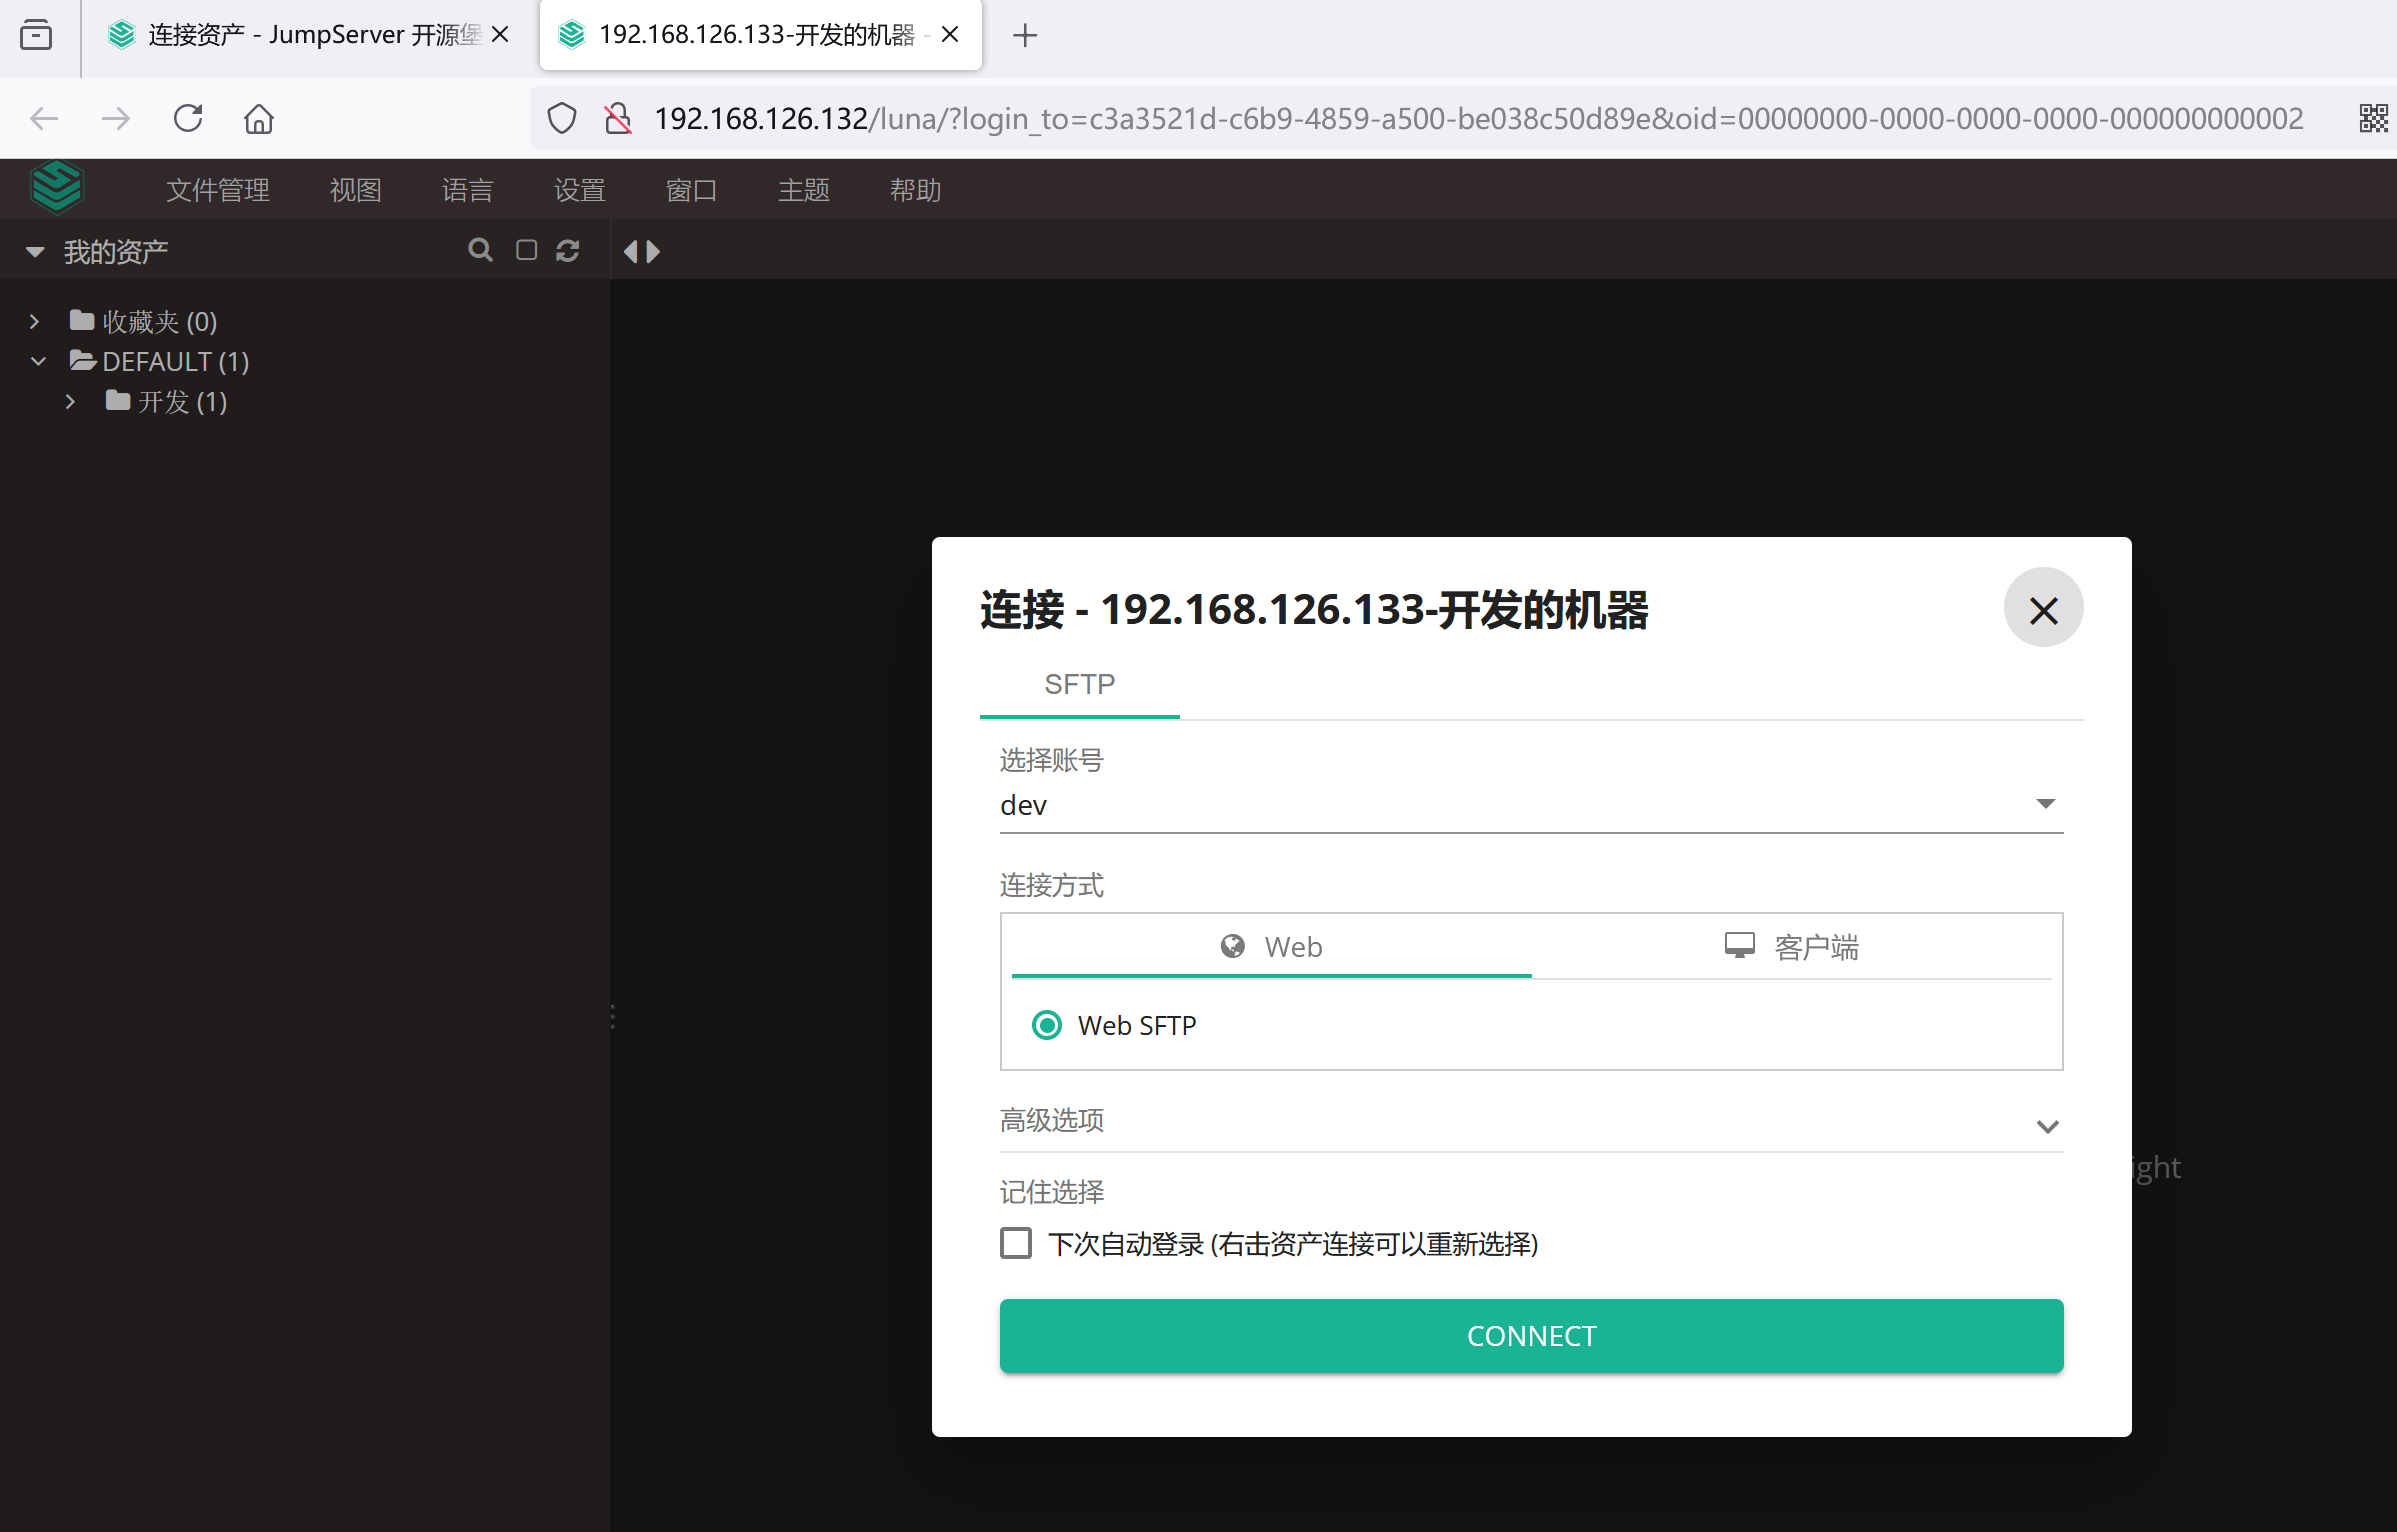 连接资产 - JumpServer 开源堡
192.168.126.133-开发的机器 -
192.168.126.132/luna/?login_to=c3a3521d-c6b9-4859-a500-be038c50d89e&oid=00000000-0000-0000-0000-000000000002
文件管理 视图 语言 设置 窗口 主题 帮助
我的资产
收藏夹 (0)
DEFAULT (1)
开发 (1)
连接 - 192.168.126.133-开发的机器
SFTP
选择账号
dev
连接方式
Web 客户端
Web SFTP
高级选项
ight
记住选择
下次自动登录 (右击资产连接可以重新选择)
CONNECT